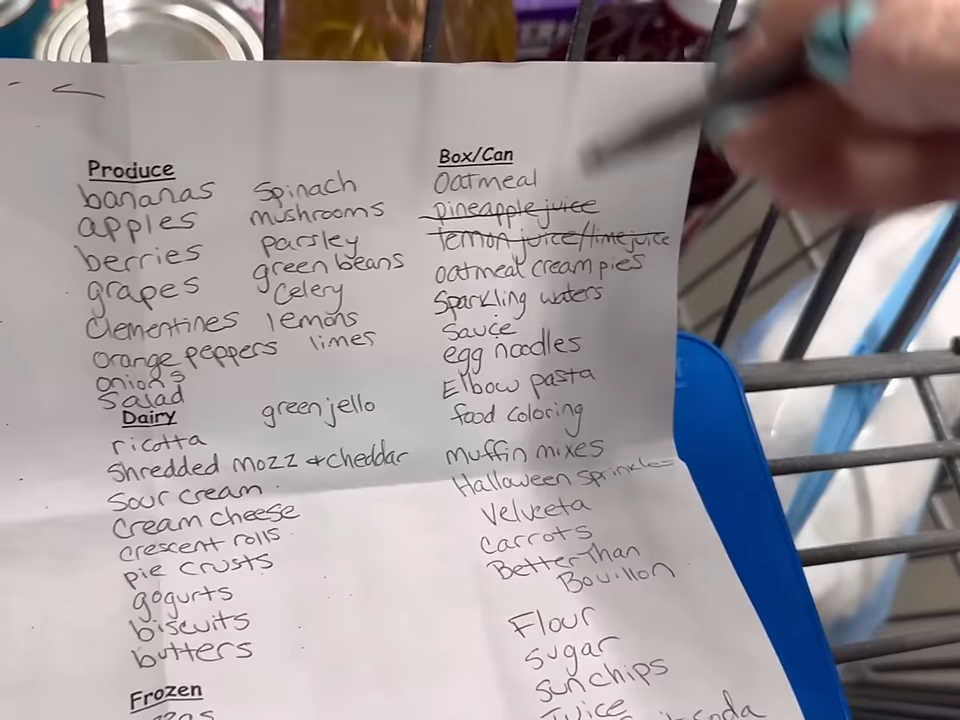 Produce
bananas spinach
apples mushrooms
berries parsley
grapes green beans
Clementines celery
orange peppers lemons
onions limes
salad
Dairy
green jello
ricotta
shredded mozz + cheddar
sour cream
cream cheese
crescent rolls
pie crusts
gogurts
biscuits
butters
Frozen
Box/Can
Oatmeal
pineapple juice
lemon juice/lime juice
oatmeal cream pies
sparkling waters
sauce
egg noodles
Elbow pasta
food coloring
muffin mixes
Halloween sprinkles
Velveeta
carrots
Better Than
Bouillon
Flour
sugar
sun chips
Juice
soda